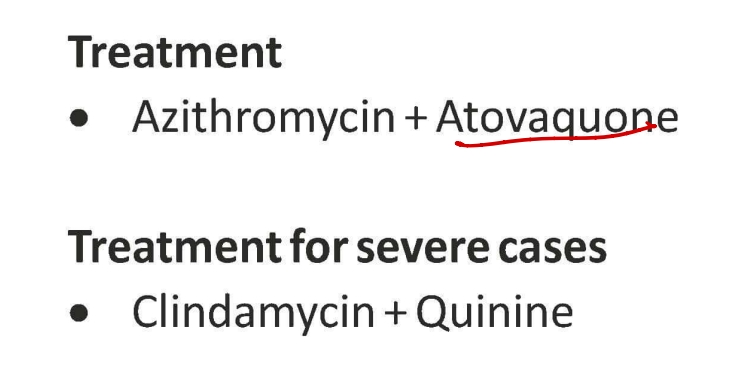 Treatment
• Azithromycin + Atovaquone
Treatment for severe cases
• Clindamycin + Quinine